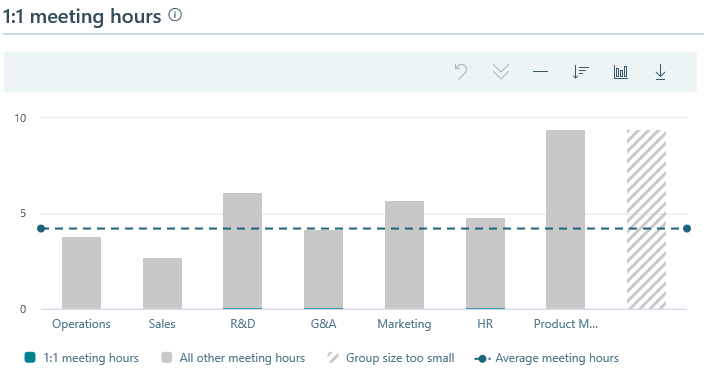 1:1 meeting hours
10
5
0
Operations Sales R&D G&A Marketing HR Product M...
1:1 meeting hours All other meeting hours Group size too small Average meeting hours